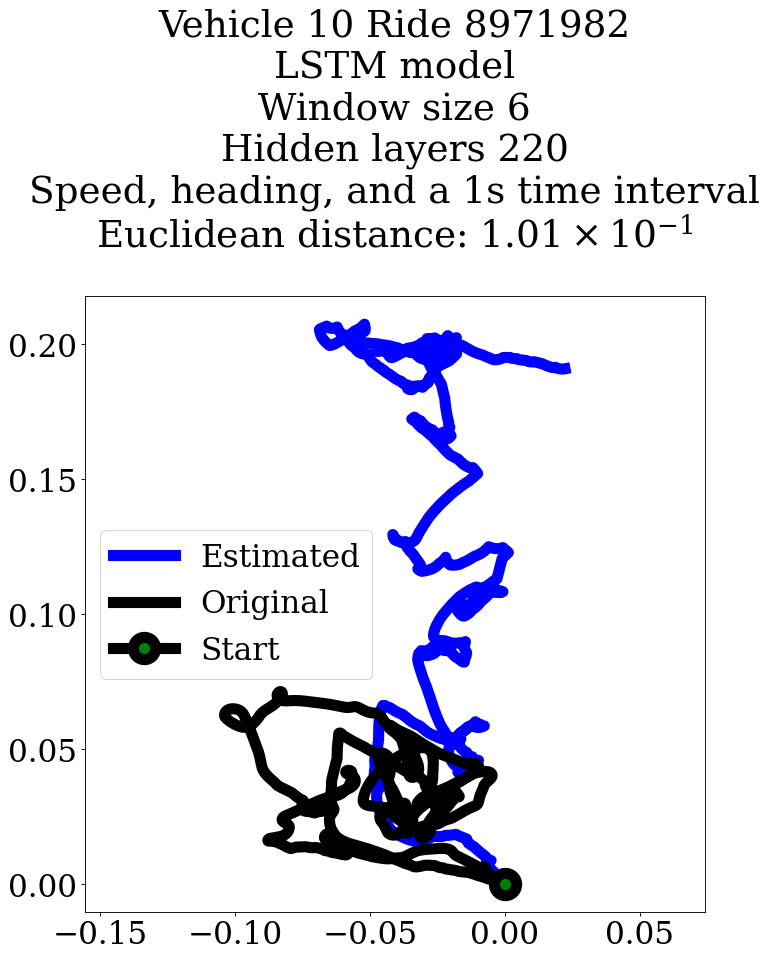 Vehicle 10 Ride 8971982
LSTM model
Window size 6
Hidden layers 220
Speed, heading, and a 1s time interval
Euclidean distance: 1.01 × 10⁻¹
0.20
0.15
0.10
0.05
0.00
Estimated
Original
Start
−0.15 −0.10 −0.05 0.00 0.05